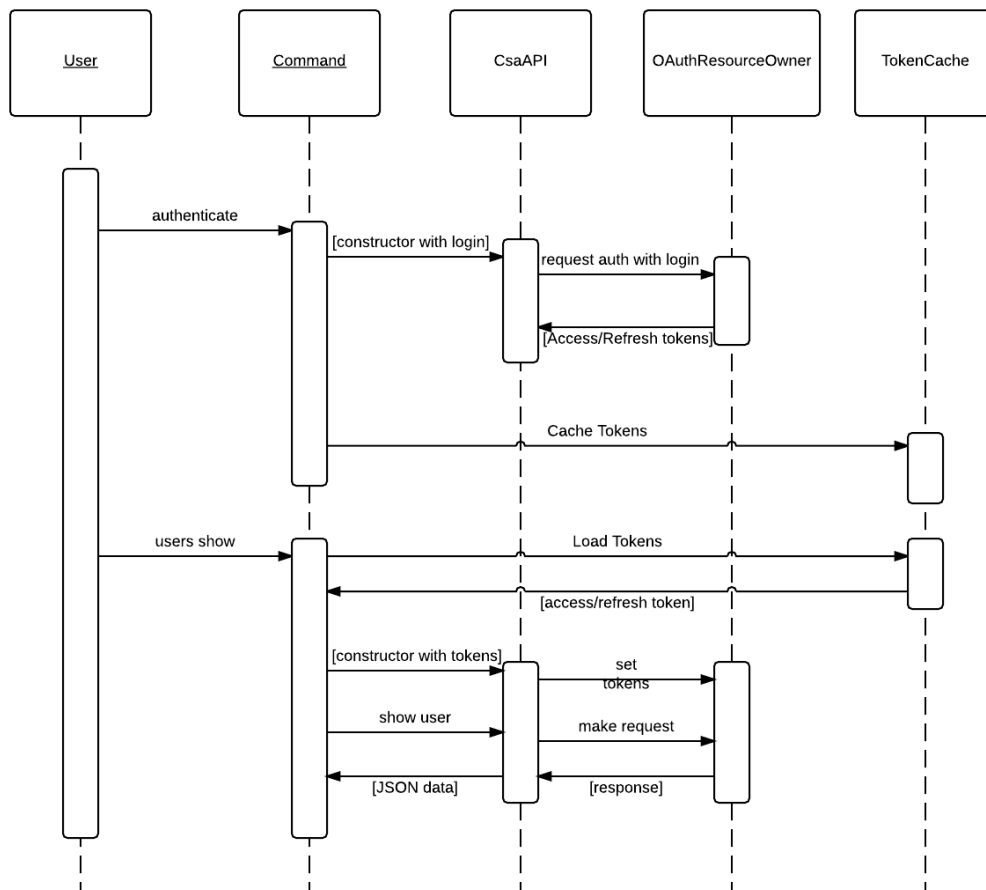 User
Command
CsaAPI
OAuthResourceOwner
TokenCache
authenticate
[constructor with login]
request auth with login
[Access/Refresh tokens]
Cache Tokens
users show
Load Tokens
[access/refresh token]
[constructor with tokens]
set
tokens
show user
make request
[JSON data]
[response]